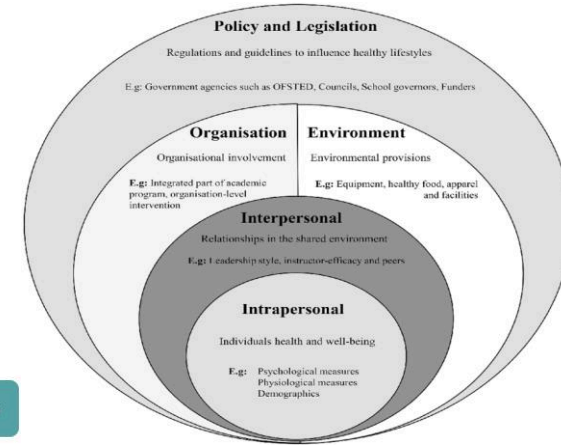 Policy and Legislation
Regulations and guidelines to influence healthy lifestyles
E.g: Government agencies such as OFSTED, Councils, School governors, Funders
Organisation
Organisational involvement
E.g: Integrated part of academic
program, organisation-level
intervention
Environment
Environmental provisions
E.g: Equipment, healthy food, apparel
and facilities
Interpersonal
Relationships in the shared environment
E.g: Leadership style, instructor-efficacy and peers
Intrapersonal
Individuals health and well-being
E.g: Psychological measures
Physiological measures
Demographics